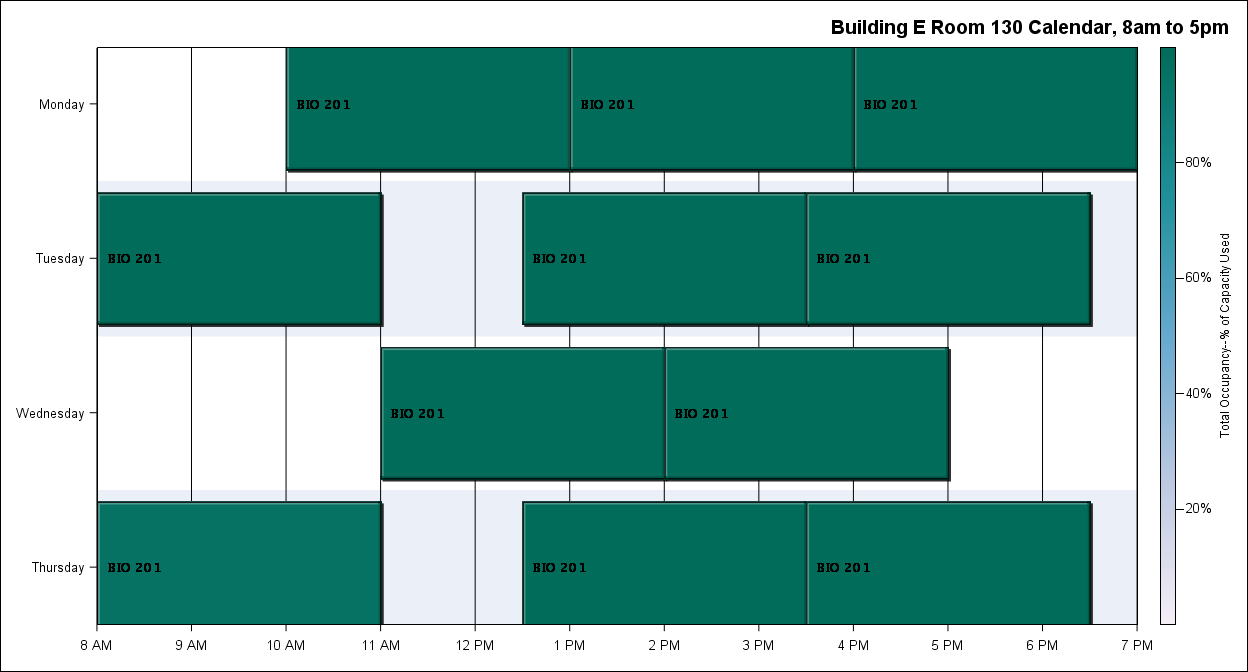 Building E Room 130 Calendar, 8am to 5pm
Monday
BIO 201
BIO 201
BIO 201
Tuesday
BIO 201
BIO 201
BIO 201
Wednesday
BIO 201
BIO 201
Thursday
BIO 201
BIO 201
BIO 201
8 AM
9 AM
10 AM
11 AM
12 PM
1 PM
2 PM
3 PM
4 PM
5 PM
6 PM
7 PM
80%
60%
40%
20%
Total Occupancy--% of Capacity Used